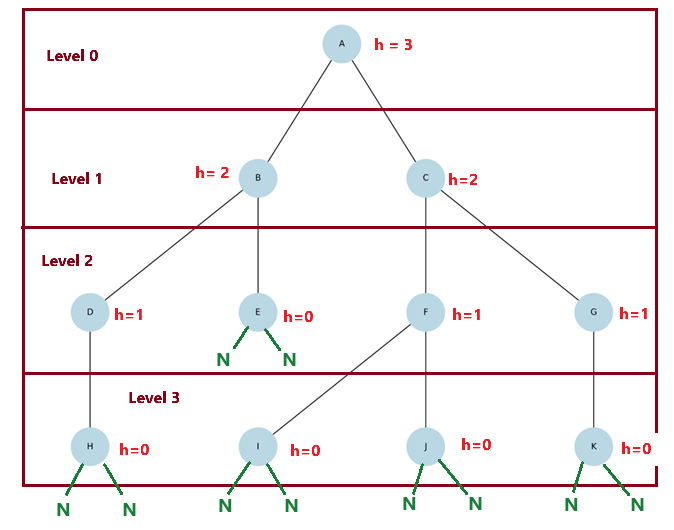 A h = 3
Level 0
Level 1 h= 2 B C h=2
Level 2
D h=1 E h=0 F h=1 G h=1
N N
Level 3
H h=0 I h=0 J h=0 K h=0
N N N N N N N N